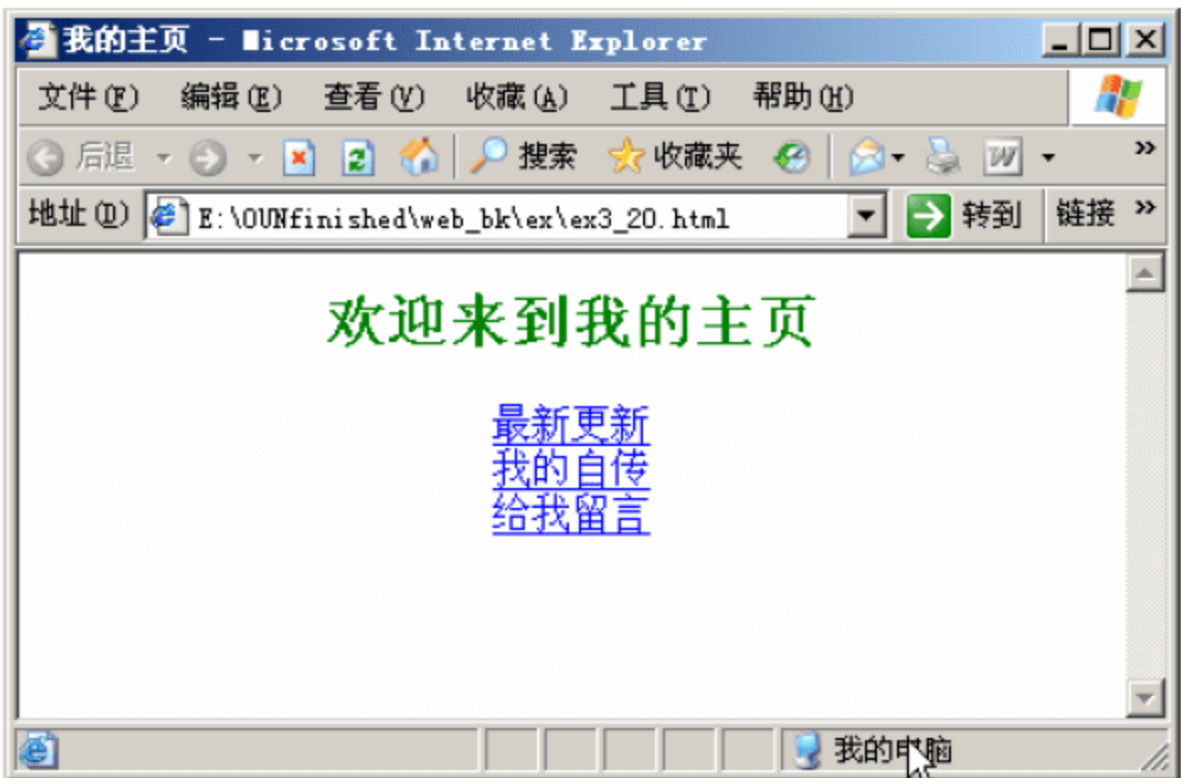 我的主页 - Microsoft Internet Explorer
文件(F) 编辑(E) 查看(V) 收藏(A) 工具(T) 帮助(H)
后退 搜索 收藏夹 W »
地址(D) E:\OUNfinished\web_bk\ex\ex3_20.html 转到 链接 »
欢迎来到我的主页
最新更新
我的自传
给我留言
我的电脑